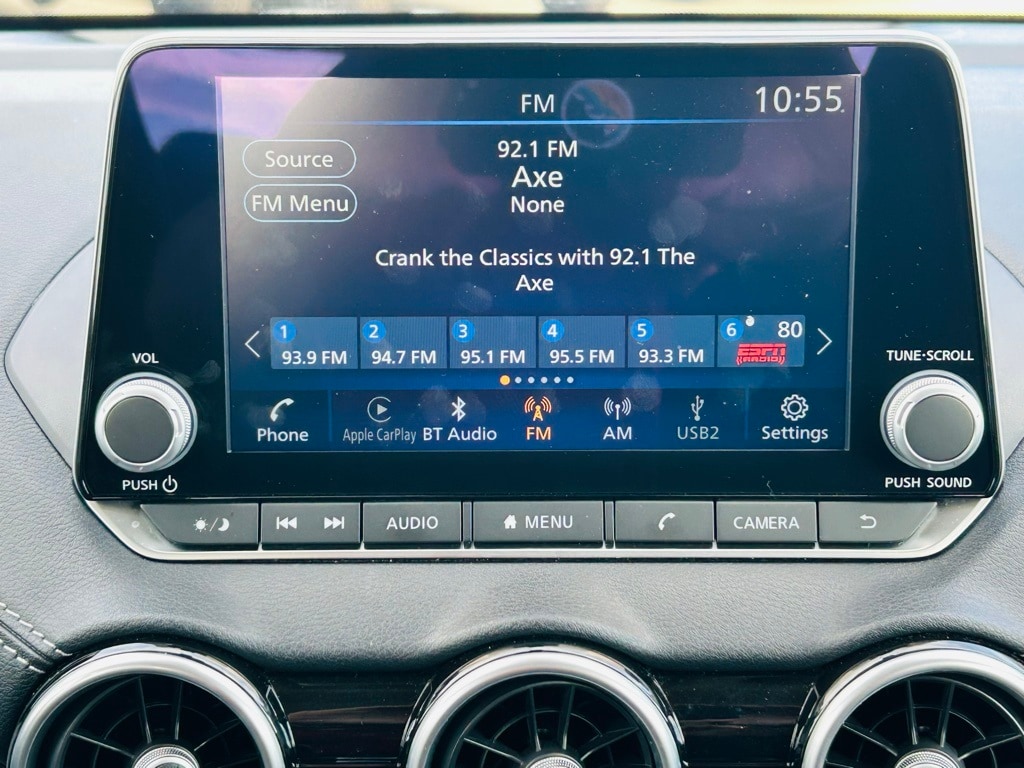 FM
10:55
92.1 FM
Source
Axe
FM Menu
None
Crank the Classics with 92.1 The
Axe
1 2 3 4 5 6 80
93.9 FM 94.7 FM 95.1 FM 95.5 FM 93.3 FM ESPN RADIO
VOL
TUNE·SCROLL
Phone Apple CarPlay BT Audio FM AM USB2 Settings
PUSH
PUSH SOUND
AUDIO MENU CAMERA